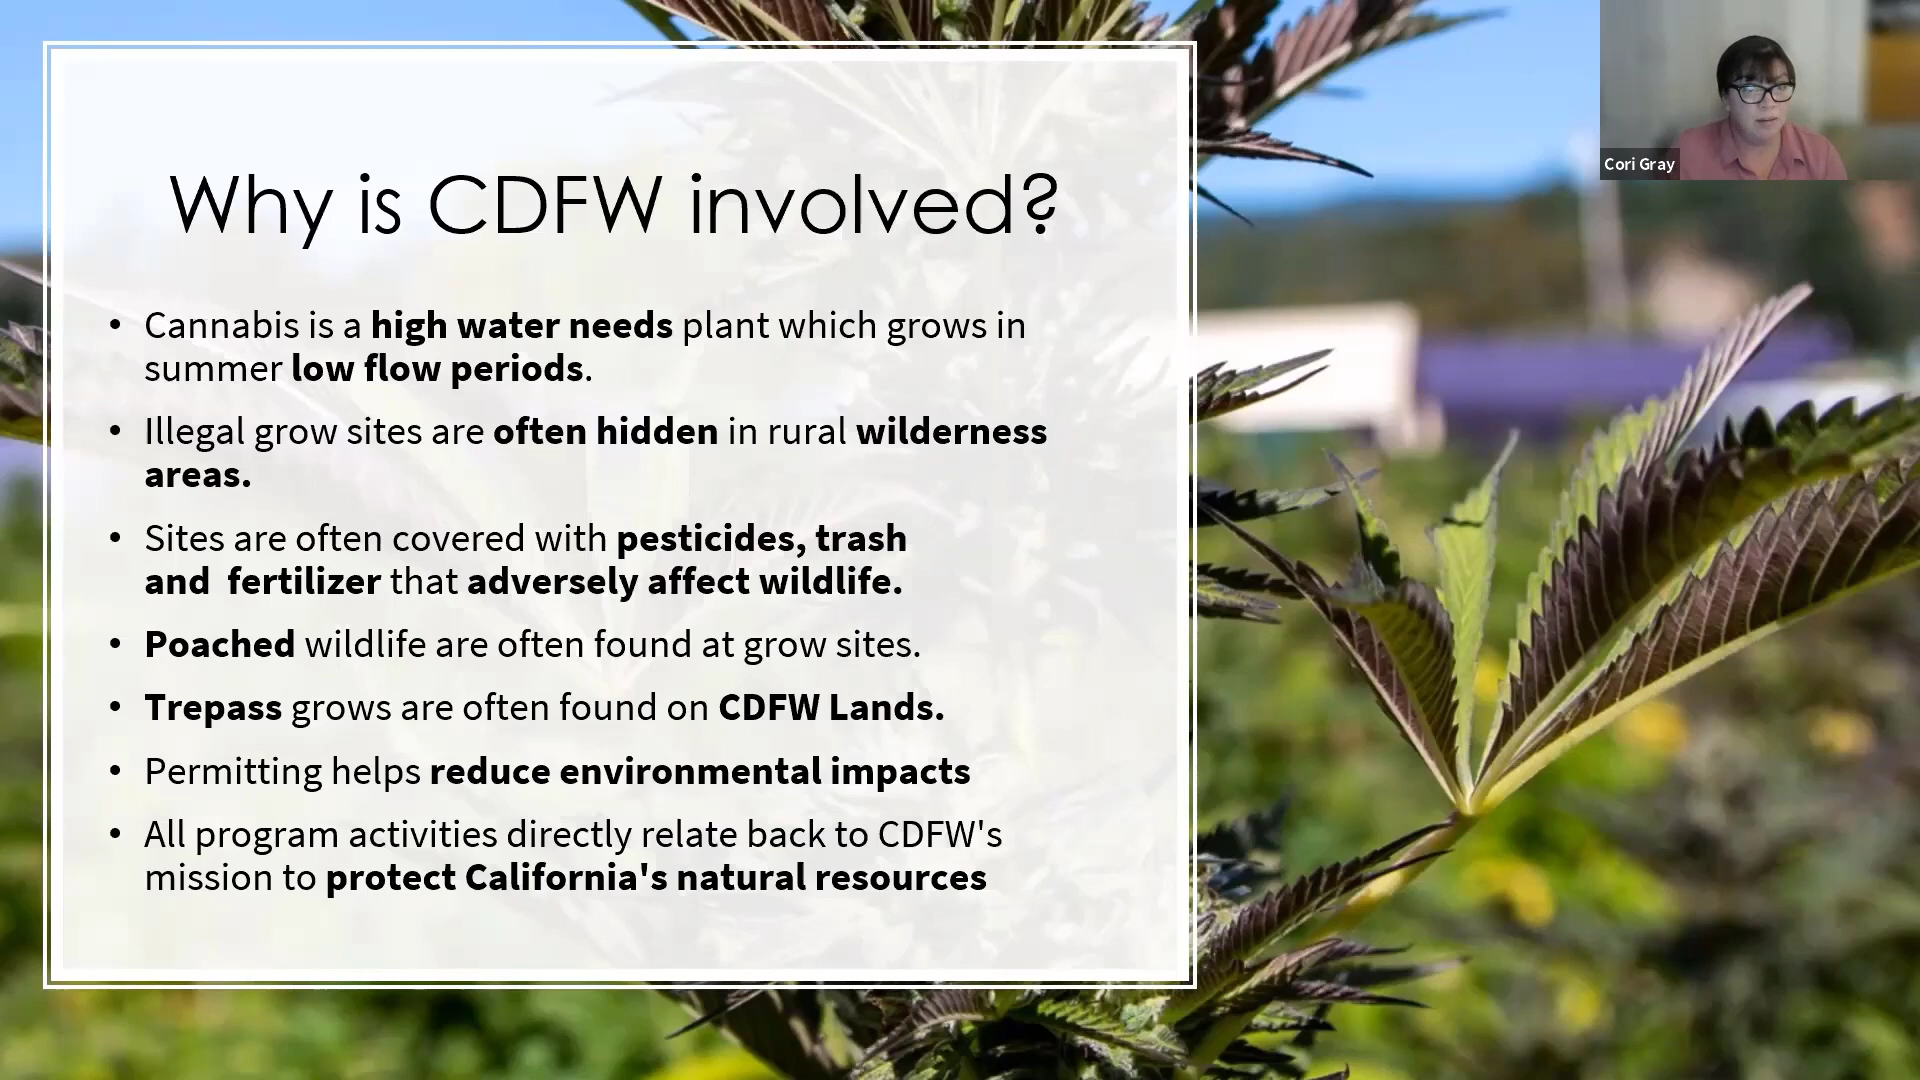 Why is CDFW involved?
• Cannabis is a high water needs plant which grows in
summer low flow periods.
• Illegal grow sites are often hidden in rural wilderness
areas.
• Sites are often covered with pesticides, trash
and  fertilizer that adversely affect wildlife.
• Poached wildlife are often found at grow sites.
• Trepass grows are often found on CDFW Lands.
• Permitting helps reduce environmental impacts
• All program activities directly relate back to CDFW's
mission to protect California's natural resources
Cori Gray